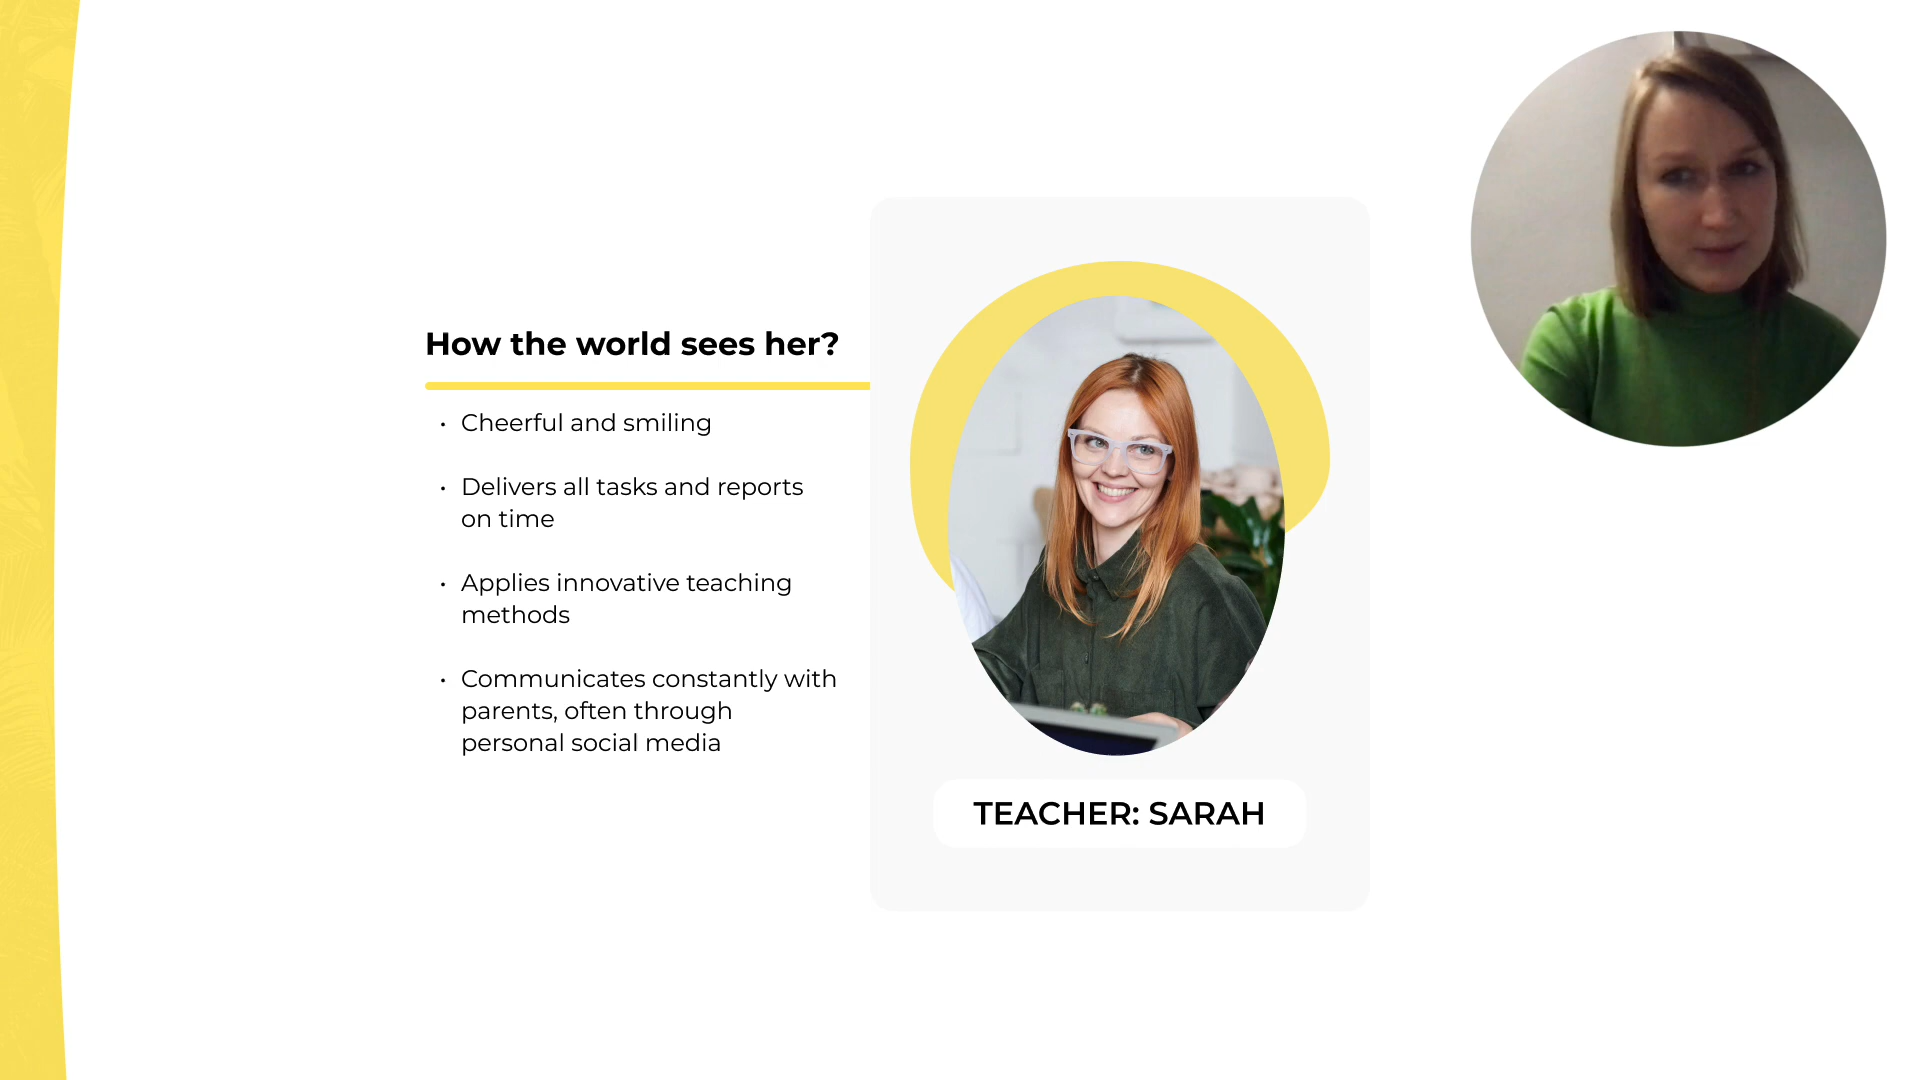 How the world sees her?
• Cheerful and smiling
• Delivers all tasks and reports
on time
• Applies innovative teaching
methods
• Communicates constantly with
parents, often through
personal social media
TEACHER: SARAH